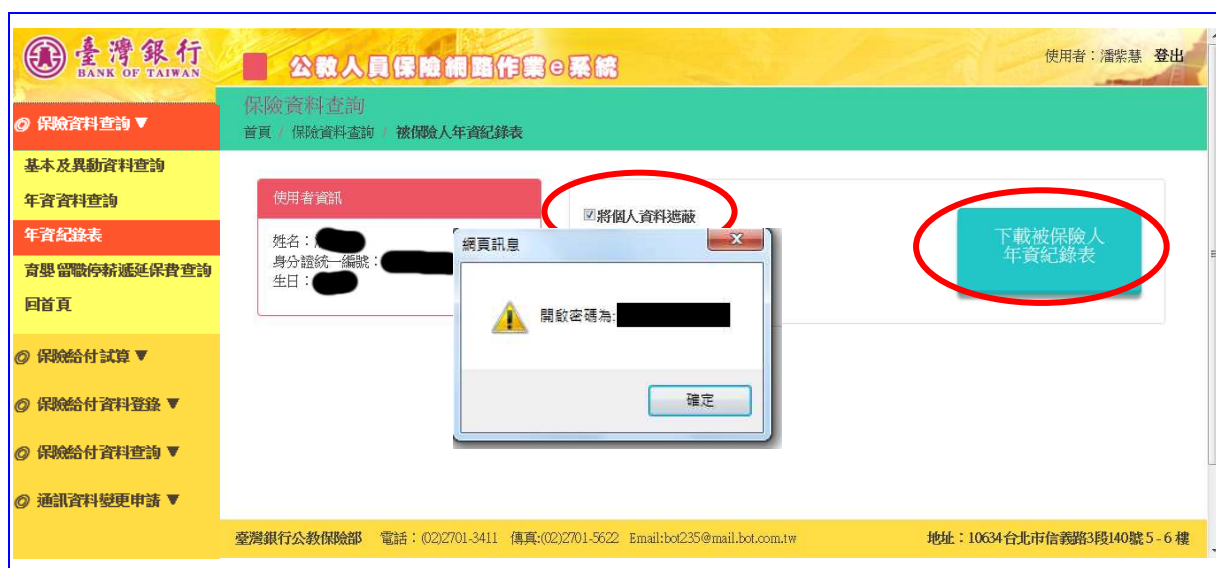 臺灣銀行
BANK OF TAIWAN
公教人員保險網路作業e系統
使用者：潘紫慧 登出
保險資料查詢▼
基本及異動資料查詢
年資資料查詢
年資紀錄表
育嬰留職停薪遞延保費查詢
回首頁
保險給付試算▼
保險給付資料登錄▼
保險給付資料查詢▼
通訊資料變更申請▼
保險資料查詢
首頁 / 保險資料查詢 / 被保險人年資紀錄表
使用者資訊
姓名：
身分證統一編號：
生日：
將個人資料遮蔽
下載被保險人
年資紀錄表
網頁訊息
開啟密碼為:
確定
臺灣銀行公教保險部 電話：(02)2701-3411 傳真:(02)2701-5622 Email:bot235@mail.bot.com.tw 地址：10634台北市信義路3段140號5-6樓